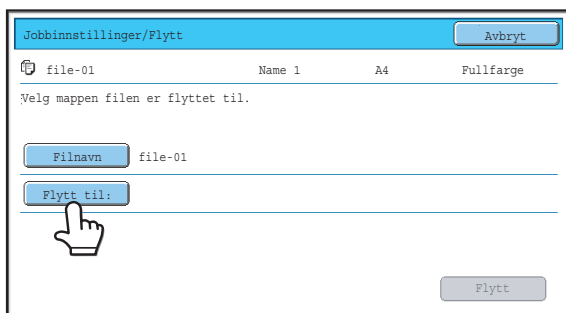 Jobbinnstillinger/Flytt Avbryt
file-01 Name 1 A4 Fullfarge
Velg mappen filen er flyttet til.
Filnavn file-01
Flytt til:
Flytt